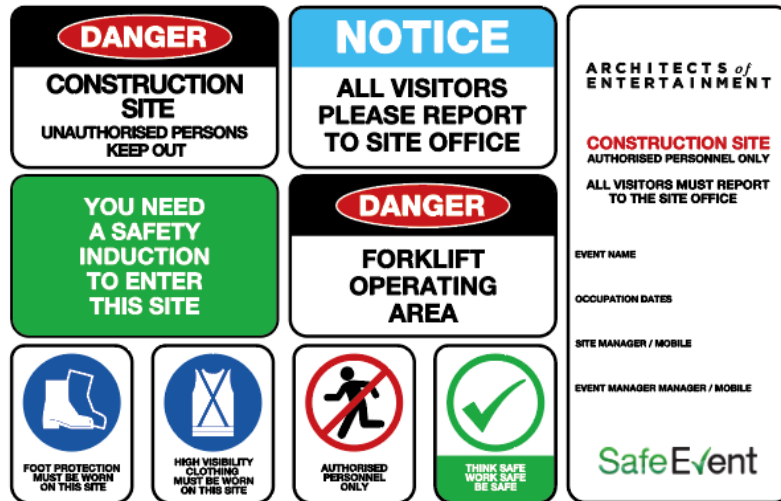 DANGER
CONSTRUCTION
SITE
UNAUTHORISED PERSONS
KEEP OUT
NOTICE
ALL VISITORS
PLEASE REPORT
TO SITE OFFICE
YOU NEED
A SAFETY
INDUCTION
TO ENTER
THIS SITE
DANGER
FORKLIFT
OPERATING
AREA
FOOT PROTECTION
MUST BE WORN
ON THIS SITE
HIGH VISIBILITY
CLOTHING
MUST BE WORN
ON THIS SITE
AUTHORISED
PERSONNEL
ONLY
THINK SAFE
WORK SAFE
BE SAFE
ARCHITECTS of
ENTERTAINMENT
CONSTRUCTION SITE
AUTHORISED PERSONNEL ONLY
ALL VISITORS MUST REPORT
TO THE SITE OFFICE
EVENT NAME
OCCUPATION DATES
SITE MANAGER / MOBILE
EVENT MANAGER MANAGER / MOBILE
SafeEvent